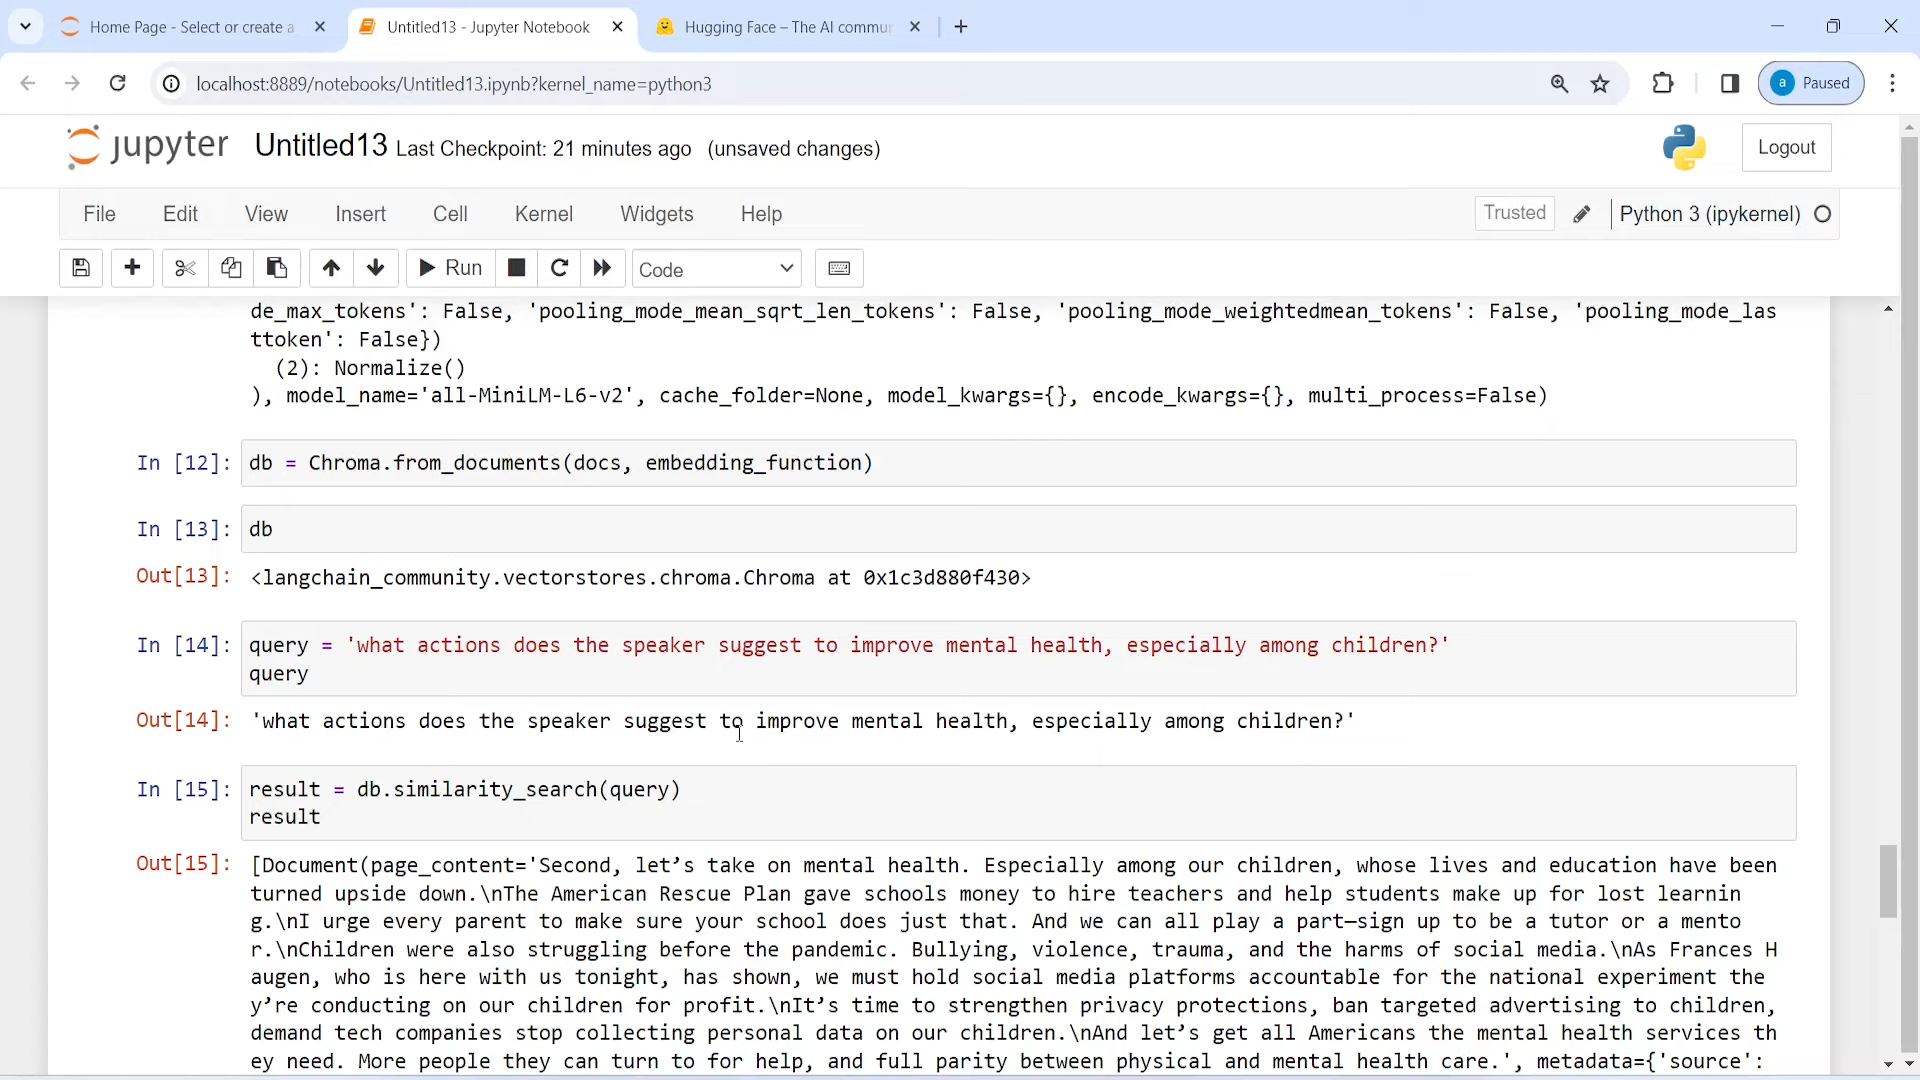 Home Page - Select or create a
Untitled13 - Jupyter Notebook
Hugging Face – The AI commu
localhost:8889/notebooks/Untitled13.ipynb?kernel_name=python3
a Paused
jupyter Untitled13 Last Checkpoint: 21 minutes ago (unsaved changes)
Logout
File Edit View Insert Cell Kernel Widgets Help
Trusted Python 3 (ipykernel)
Run Code
de_max_tokens': False, 'pooling_mode_mean_sqrt_len_tokens': False, 'pooling_mode_weightedmean_tokens': False, 'pooling_mode_las
ttoken': False})
(2): Normalize()
), model_name='all-MiniLM-L6-v2', cache_folder=None, model_kwargs={}, encode_kwargs={}, multi_process=False)
In [12]: db = Chroma.from_documents(docs, embedding_function)
In [13]: db
Out[13]: <langchain_community.vectorstores.chroma.Chroma at 0x1c3d880f430>
In [14]: query = 'what actions does the speaker suggest to improve mental health, especially among children?'
query
Out[14]: 'what actions does the speaker suggest to improve mental health, especially among children?'
In [15]: result = db.similarity_search(query)
result
Out[15]: [Document(page_content='Second, let’s take on mental health. Especially among our children, whose lives and education have been
turned upside down.\nThe American Rescue Plan gave schools money to hire teachers and help students make up for lost learnin
g.\nI urge every parent to make sure your school does just that. And we can all play a part—sign up to be a tutor or a mento
r.\nChildren were also struggling before the pandemic. Bullying, violence, trauma, and the harms of social media.\nAs Frances H
augen, who is here with us tonight, has shown, we must hold social media platforms accountable for the national experiment the
y’re conducting on our children for profit.\nIt’s time to strengthen privacy protections, ban targeted advertising to children,
demand tech companies stop collecting personal data on our children.\nAnd let’s get all Americans the mental health services th
ey need. More people they can turn to for help, and full parity between physical and mental health care.', metadata={'source':